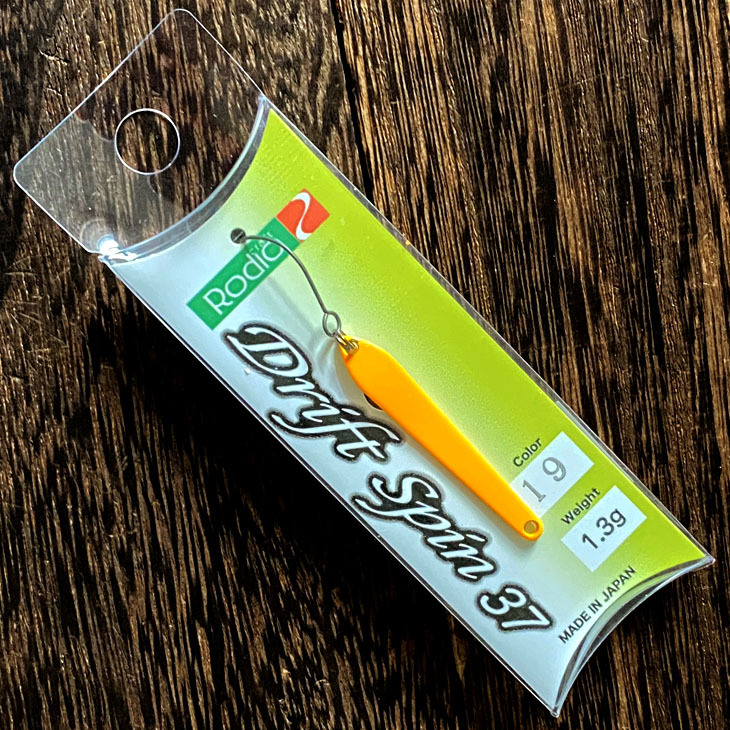 Rodio
Drift Spin 37
Color
19
Weight
1.3g
MADE IN JAPAN